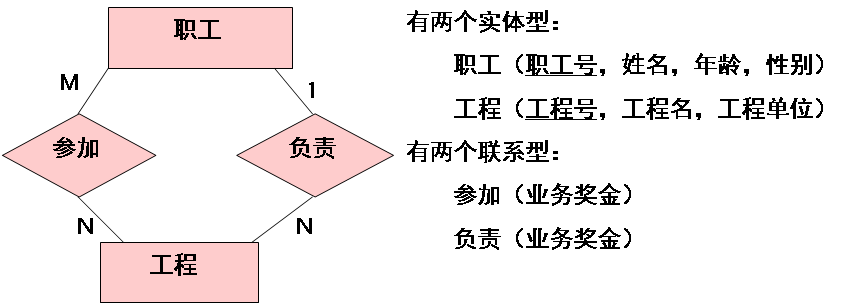 职工
M
1
参加
负责
N
N
工程
有两个实体型：
职工（职工号，姓名，年龄，性别）
工程（工程号，工程名，工程单位）
有两个联系型：
参加（业务奖金）
负责（业务奖金）